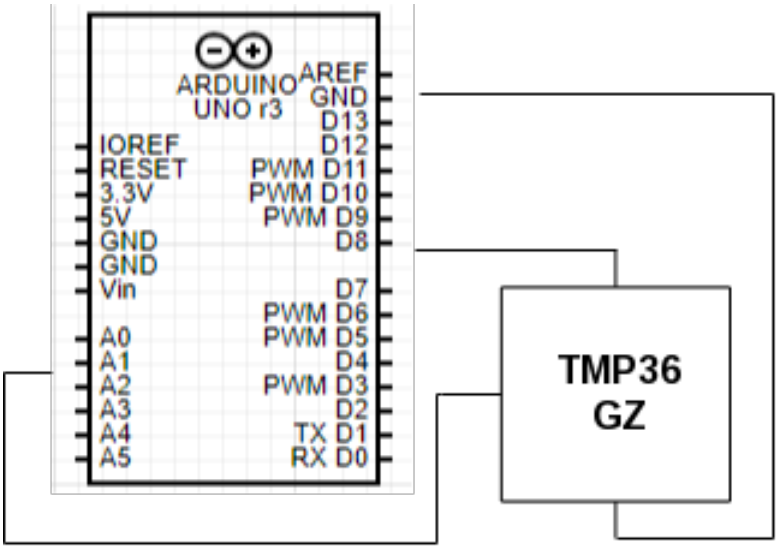 ARDUINO
UNO r3
AREF
GND
D13
D12
PWM D11
PWM D10
PWM D9
D8
D7
PWM D6
PWM D5
D4
PWM D3
D2
TX D1
RX D0
IOREF
RESET
3.3V
5V
GND
GND
Vin
A0
A1
A2
A3
A4
A5
TMP36
GZ